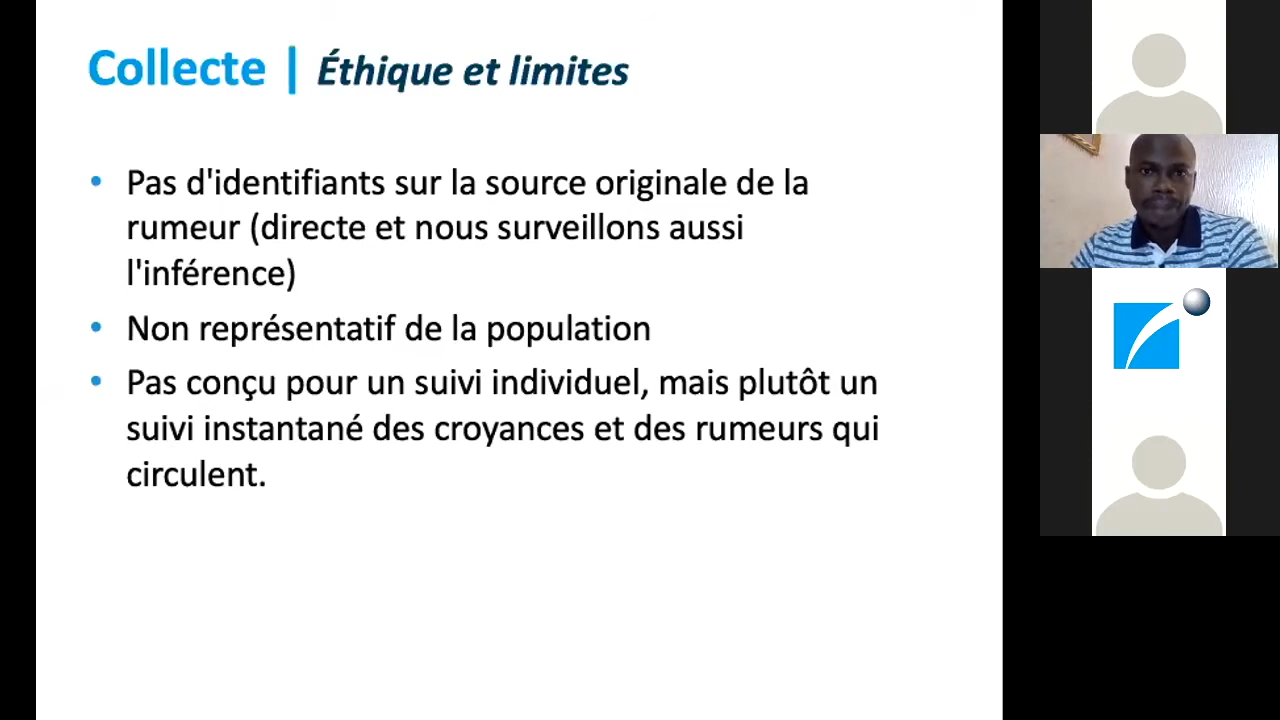 Collecte | Éthique et limites
• Pas d'identifiants sur la source originale de la
rumeur (directe et nous surveillons aussi
l'inférence)
• Non représentatif de la population
• Pas conçu pour un suivi individuel, mais plutôt un
suivi instantané des croyances et des rumeurs qui
circulent.